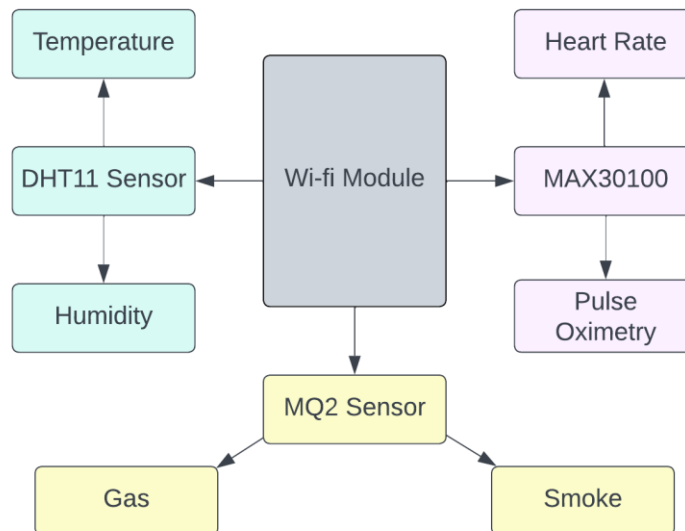 Temperature
Heart Rate
DHT11 Sensor
Wi-fi Module
MAX30100
Humidity
Pulse
Oximetry
MQ2 Sensor
Gas
Smoke